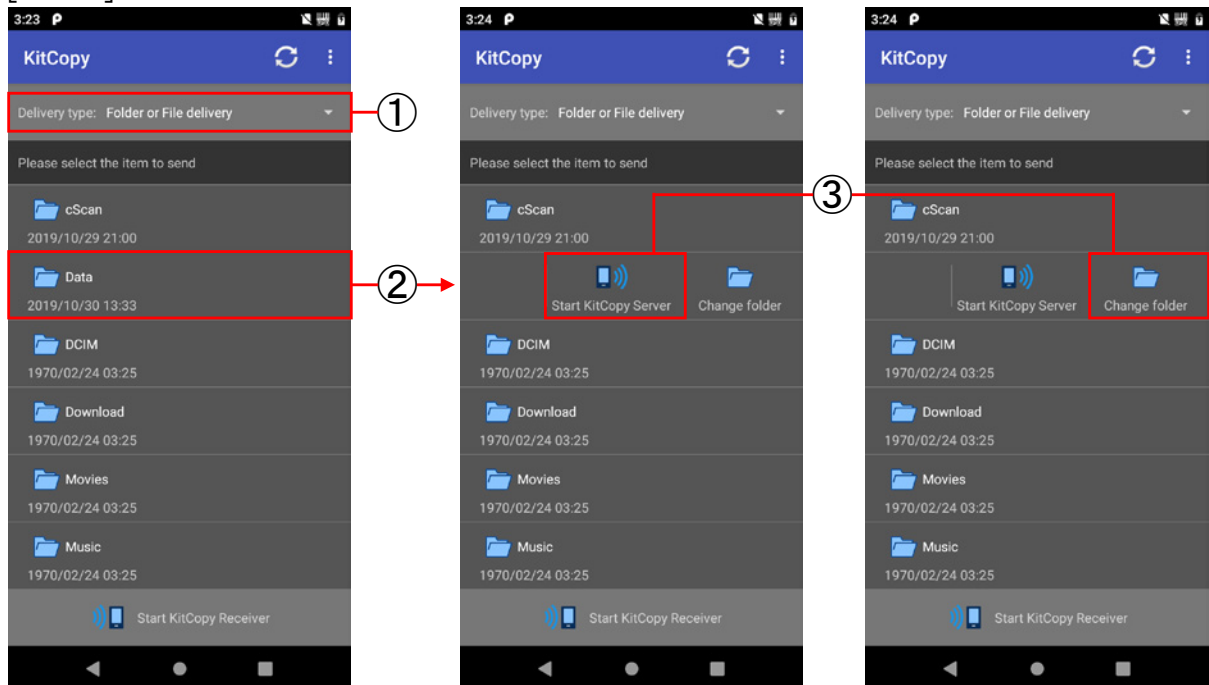 3:23 P
KitCopy
Delivery type: Folder or File delivery
Please select the item to send
cScan
2019/10/29 21:00
Data
2019/10/30 13:33
DCIM
1970/02/24 03:25
Download
1970/02/24 03:25
Movies
1970/02/24 03:25
Music
1970/02/24 03:25
Start KitCopy Receiver
①
②
3:24 P
KitCopy
Delivery type: Folder or File delivery
Please select the item to send
cScan
2019/10/29 21:00
Start KitCopy Server Change folder
DCIM
1970/02/24 03:25
Download
1970/02/24 03:25
Movies
1970/02/24 03:25
Music
1970/02/24 03:25
Start KitCopy Receiver
③
3:24 P
KitCopy
Delivery type: Folder or File delivery
Please select the item to send
cScan
2019/10/29 21:00
Start KitCopy Server Change folder
DCIM
1970/02/24 03:25
Download
1970/02/24 03:25
Movies
1970/02/24 03:25
Music
1970/02/24 03:25
Start KitCopy Receiver